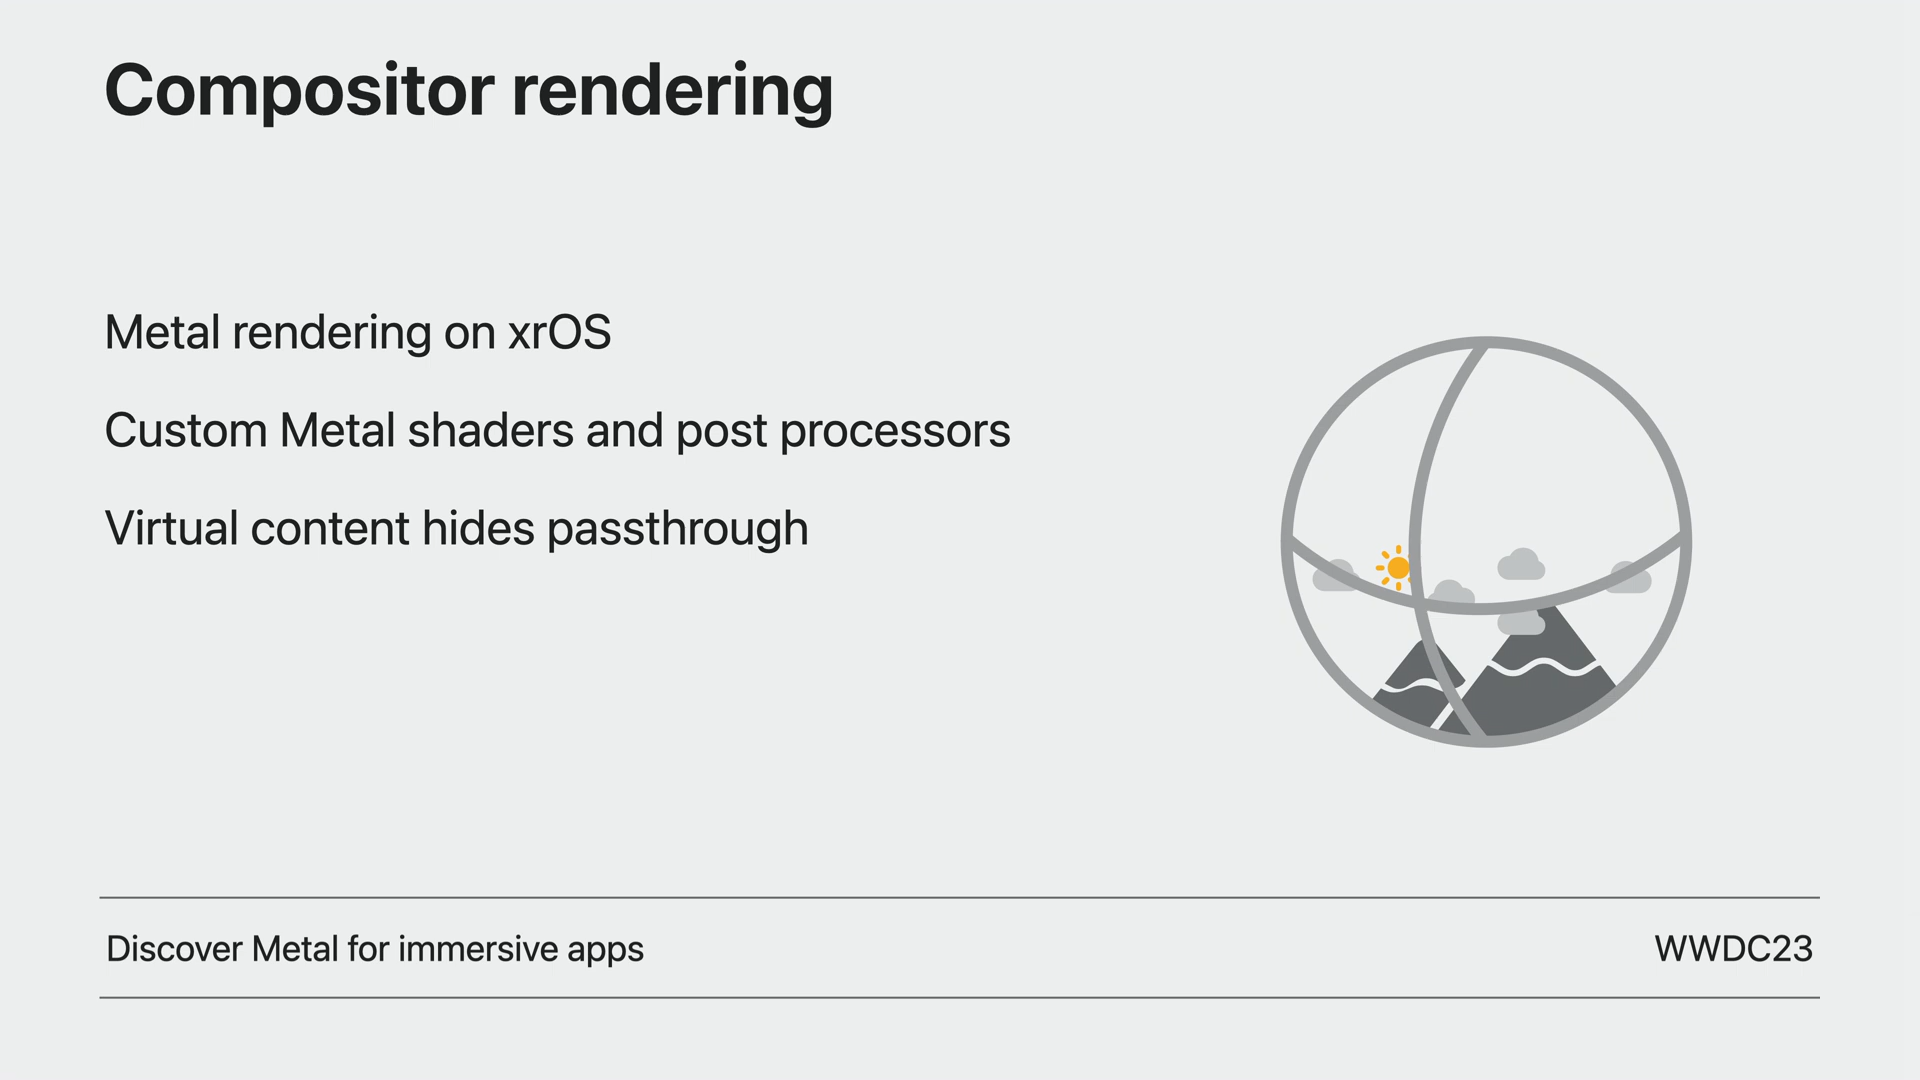 Compositor rendering
Metal rendering on xrOS
Custom Metal shaders and post processors
Virtual content hides passthrough
Discover Metal for immersive apps
WWDC23